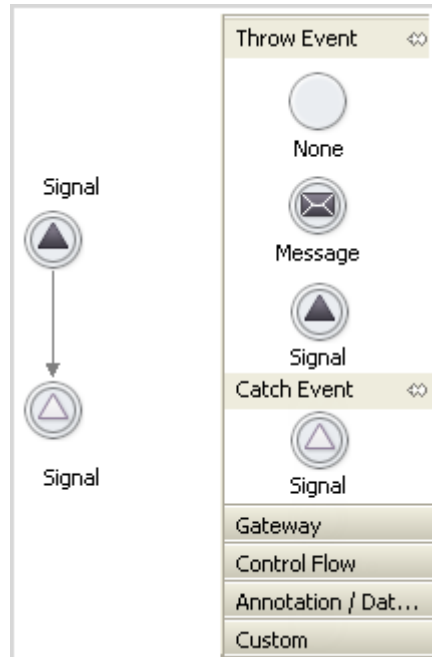 Signal
Signal
Throw Event
None
Message
Signal
Catch Event
Signal
Gateway
Control Flow
Annotation / Dat...
Custom